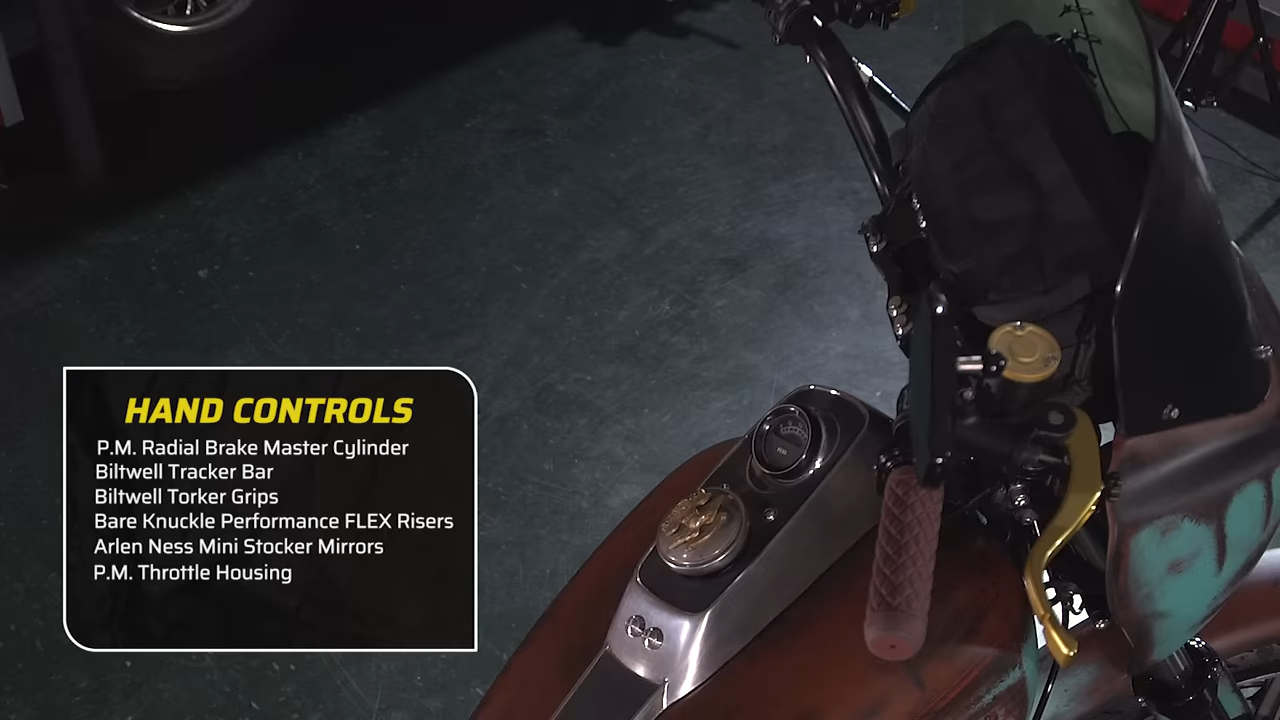 HAND CONTROLS
P.M. Radial Brake Master Cylinder
Biltwell Tracker Bar
Biltwell Torker Grips
Bare Knuckle Performance FLEX Risers
Arlen Ness Mini Stocker Mirrors
P.M. Throttle Housing